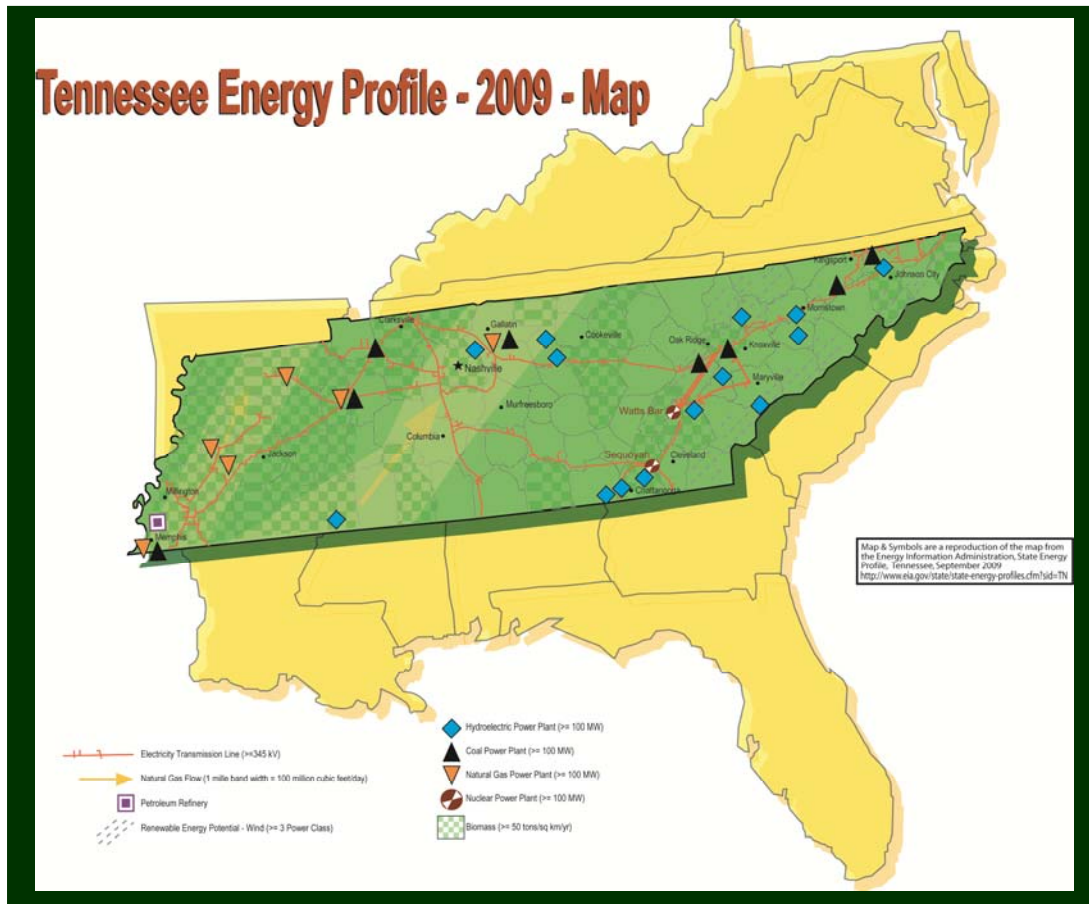 Tennessee Energy Profile - 2009 - Map
Kingsport
Johnson City
Morristown
Clarksville
Gallatin
Cookeville
Oak Ridge
Knoxville
Nashville
Maryville
Murfreesboro
Watts Bar
Columbia
Sequoyah
Cleveland
Jackson
Chattanooga
Millington
Memphis
Map & Symbols are a reproduction of the map from
the Energy Information Administration, State Energy
Profile, Tennessee, September 2009
http://www.eia.gov/state/state-energy-profiles.cfm?sid=TN
Electricity Transmission Line (>=345 kV)
Natural Gas Flow (1 mille band width = 100 million cubic feet/day)
Petroleum Refinery
Renewable Energy Potential - Wind (>= 3 Power Class)
Hydroelectric Power Plant (>= 100 MW)
Coal Power Plant (>= 100 MW)
Natural Gas Power Plant (>= 100 MW)
Nuclear Power Plant (>= 100 MW)
Biomass (>= 50 tons/sq km/yr)